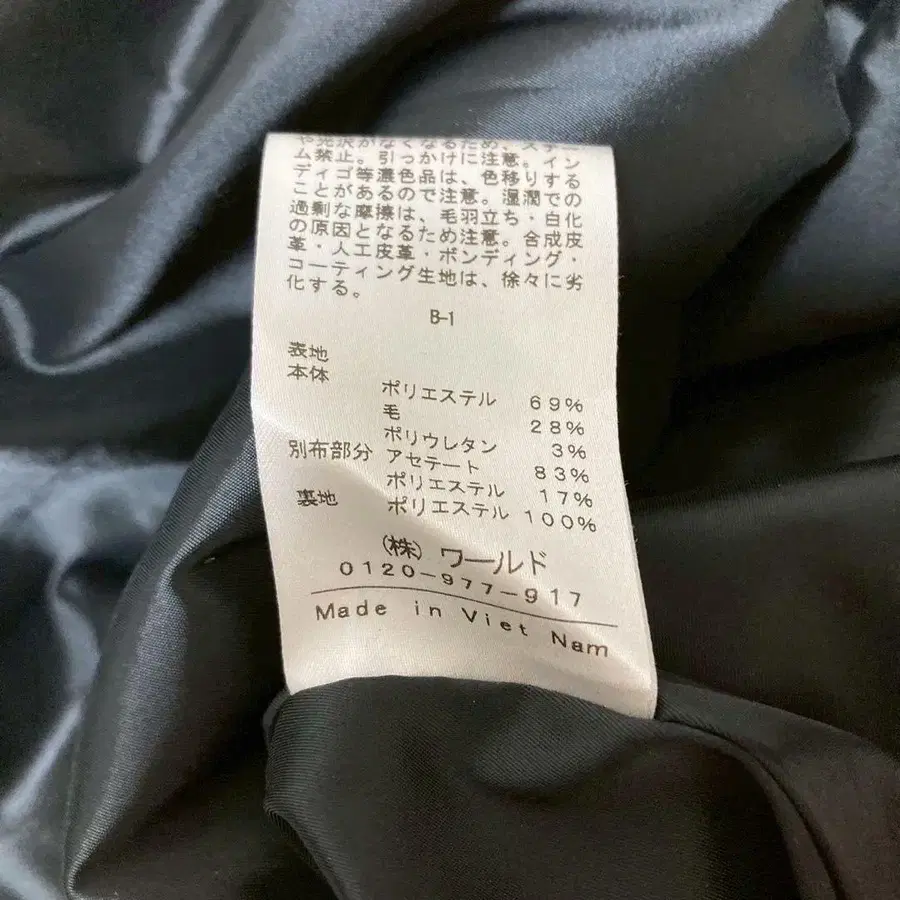 や光沢がなくなるため、スチー
ム禁止。引っかけに注意。イン
ディゴ等濃色品は、色移りする
ことがあるので注意。湿潤での
過剰な摩擦は、毛羽立ち・白化
の原因となるため注意。合成皮
革・人工皮革・ボンディング・
コーティング生地は、徐々に劣
化する。
B-1
表地
本体 ポリエステル 69%
毛 28%
ポリウレタン 3%
別布部分 アセテート 83%
ポリエステル 17%
裏地 ポリエステル 100%
(株) ワールド
0120-977-917
Made in Viet Nam